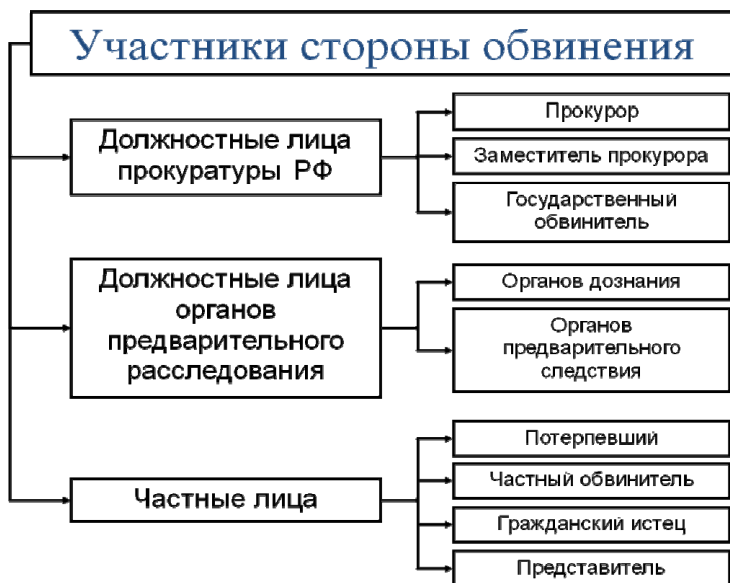 Участники стороны обвинения
Должностные лица
прокуратуры РФ
Прокурор
Заместитель прокурора
Государственный
обвинитель
Должностные лица
органов
предварительного
расследования
Органов дознания
Органов
предварительного
следствия
Частные лица
Потерпевший
Частный обвинитель
Гражданский истец
Представитель